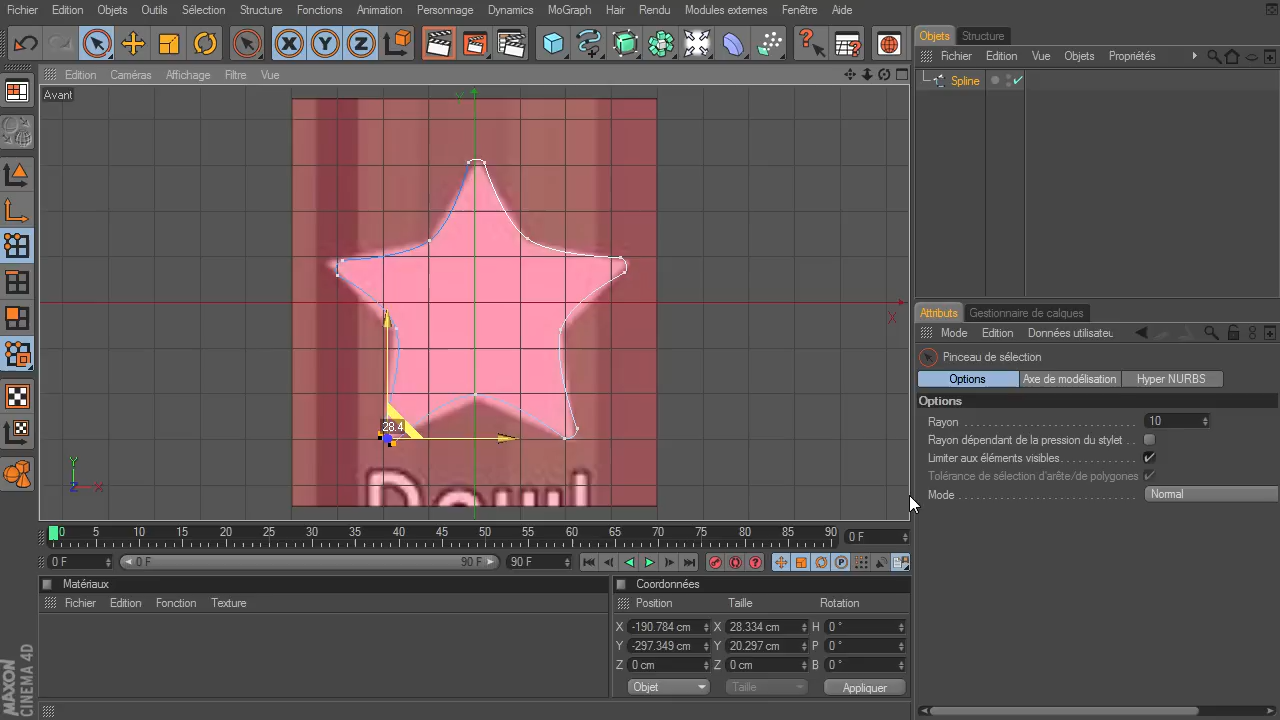 Fichier Edition Objets Outils Sélection Structure Fonctions Animation Personnage Dynamics MoGraph Hair Rendu Modules externes Fenêtre Aide
Objets Structure
Fichier Edition Vue Objets Propriétés
Spline
Edition Caméras Affichage Filtre Vue
Avant
Y
X
28.4
Y
Z X
Attributs Gestionnaire de calques
Mode Edition Données utilisateu
Pinceau de sélection
Options Axe de modélisation Hyper NURBS
Options
Rayon 10
Rayon dépendant de la pression du stylet
Limiter aux éléments visibles
Tolérance de sélection d'arête/de polygones
Mode Normal
0 5 10 15 20 25 30 35 40 45 50 55 60 65 70 75 80 85 90 0 F
0 F 0 F 90 F 90 F
Matériaux
Fichier Edition Fonction Texture
Coordonnées
Position Taille Rotation
X -190.784 cm X 28.334 cm H 0 °
Y -297.349 cm Y 20.297 cm P 0 °
Z 0 cm Z 0 cm B 0 °
Objet Taille Appliquer
MAXON
CINEMA 4D